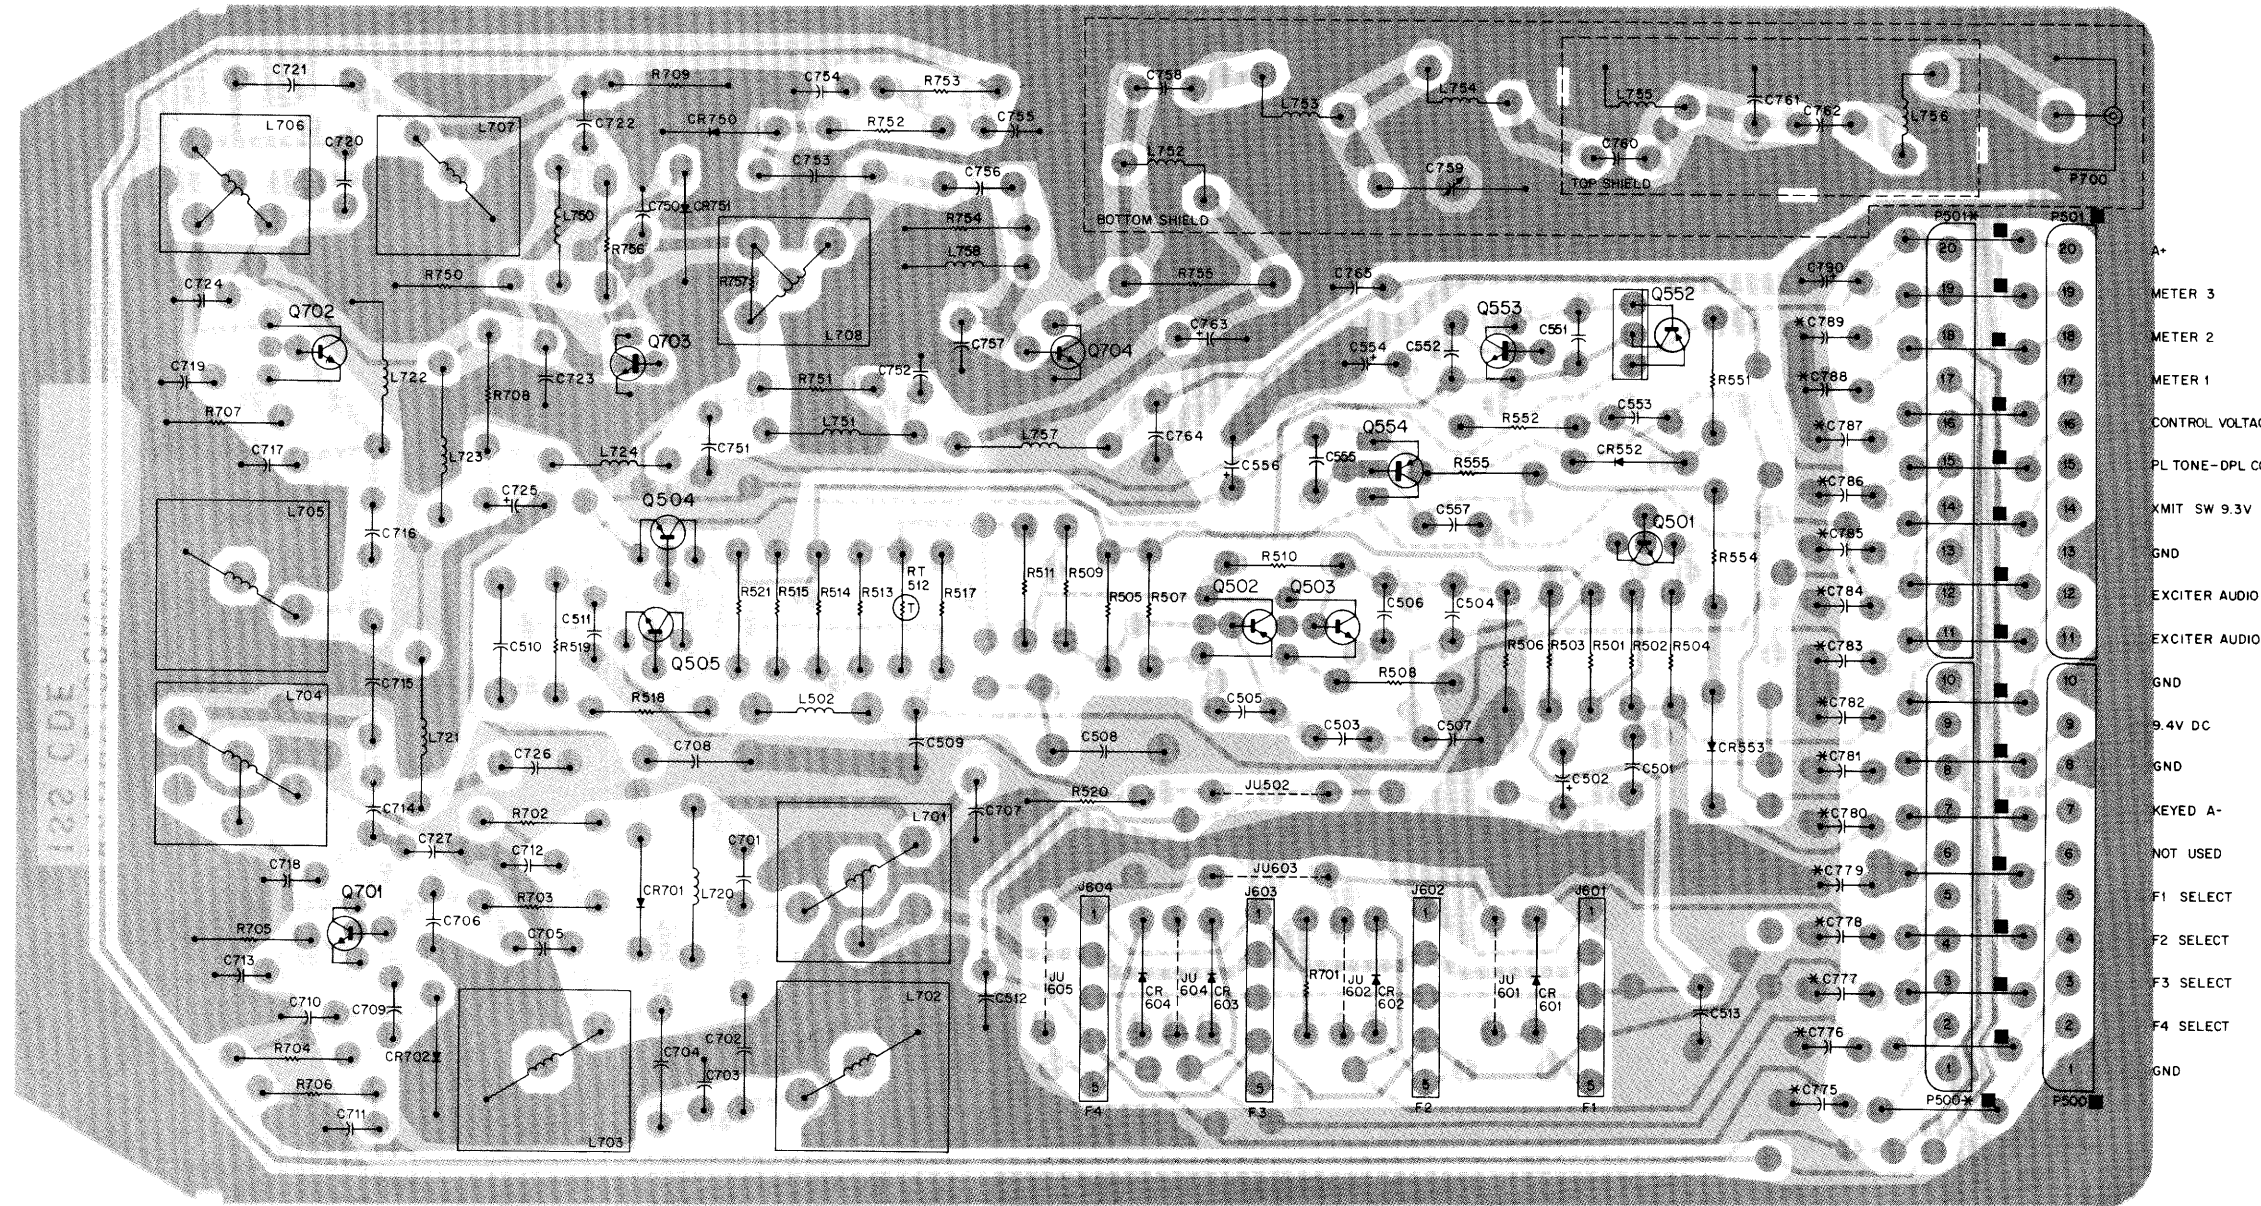 C721
R709
C754
R753
C758
L753
L754
L755
C761
C762
L756
L706
C720
L707
C722
CR750
R752
C755
C753
C756
L752
C759
C760
TOP SHIELD
P700
BOTTOM SHIELD
L750
R756
C750
CR751
R754
L758
P501*
P501
20
20
A+
C724
R750
R757
L708
R755
C765
C790
19
19
METER 3
Q702
Q703
C763
C757
Q704
Q553
C551
Q552
*C789
18
18
METER 2
C719
L722
R708
C723
R751
C752
C554
C552
R551
*C788
17
17
METER 1
R707
L723
C751
L751
L757
C764
Q554
R552
C553
*C787
16
16
CONTROL VOLTAG
C717
L724
C556
C555
R555
CR552
15
15
PL TONE-DPL CO
L705
C716
C725
Q504
C557
Q501
*C786
14
14
XMIT SW 9.3V
*C785
13
13
GND
R510
R554
C510
R519
C511
Q505
R521
R515
R514
R513
RT
512
T
R517
R511
R509
R505
R507
Q502
Q503
C506
C504
R506
R503
R501
R502
R504
*C784
12
12
EXCITER AUDIO
11
11
EXCITER AUDIO
*C783
L704
C715
L721
R518
L502
C509
C505
R508
10
10
GND
*C782
9
9
9.4V DC
C726
C708
C508
C503
C507
CR553
C502
C501
*C781
8
8
GND
C714
R702
L701
C707
R520
JU502
*C780
7
7
KEYED A-
C727
C712
C701
C718
JU603
6
6
NOT USED
*C779
Q701
C706
R703
CR701
L720
J604
J603
J602
J601
1
1
1
1
5
5
F1 SELECT
R705
C705
*C778
4
4
F2 SELECT
C713
L702
C512
JU
605
CR
604
JU
604
CR
603
R701
JU
602
CR
602
JU
601
CR
601
C513
*C777
3
3
F3 SELECT
C710
C709
2
2
F4 SELECT
*C776
R704
CR702
C704
C703
C702
1
1
GND
R706
5
5
5
5
*C775
P500*
P500
C711
L703
F4
F3
F2
F1